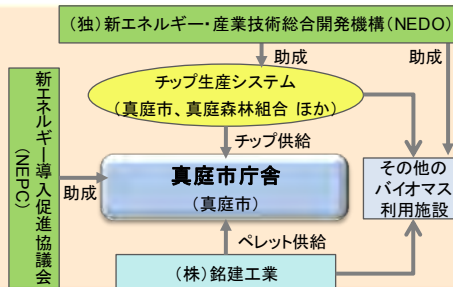 (独)新エネルギー・産業技術総合開発機構(NEDO)
助成
助成
チップ生産システム
(真庭市、真庭森林組合 ほか)
新エネルギー導入促進協議会
(NEPC)
チップ供給
助成
真庭市庁舎
(真庭市)
その他の
バイオマス
利用施設
ペレット供給
(株)銘建工業